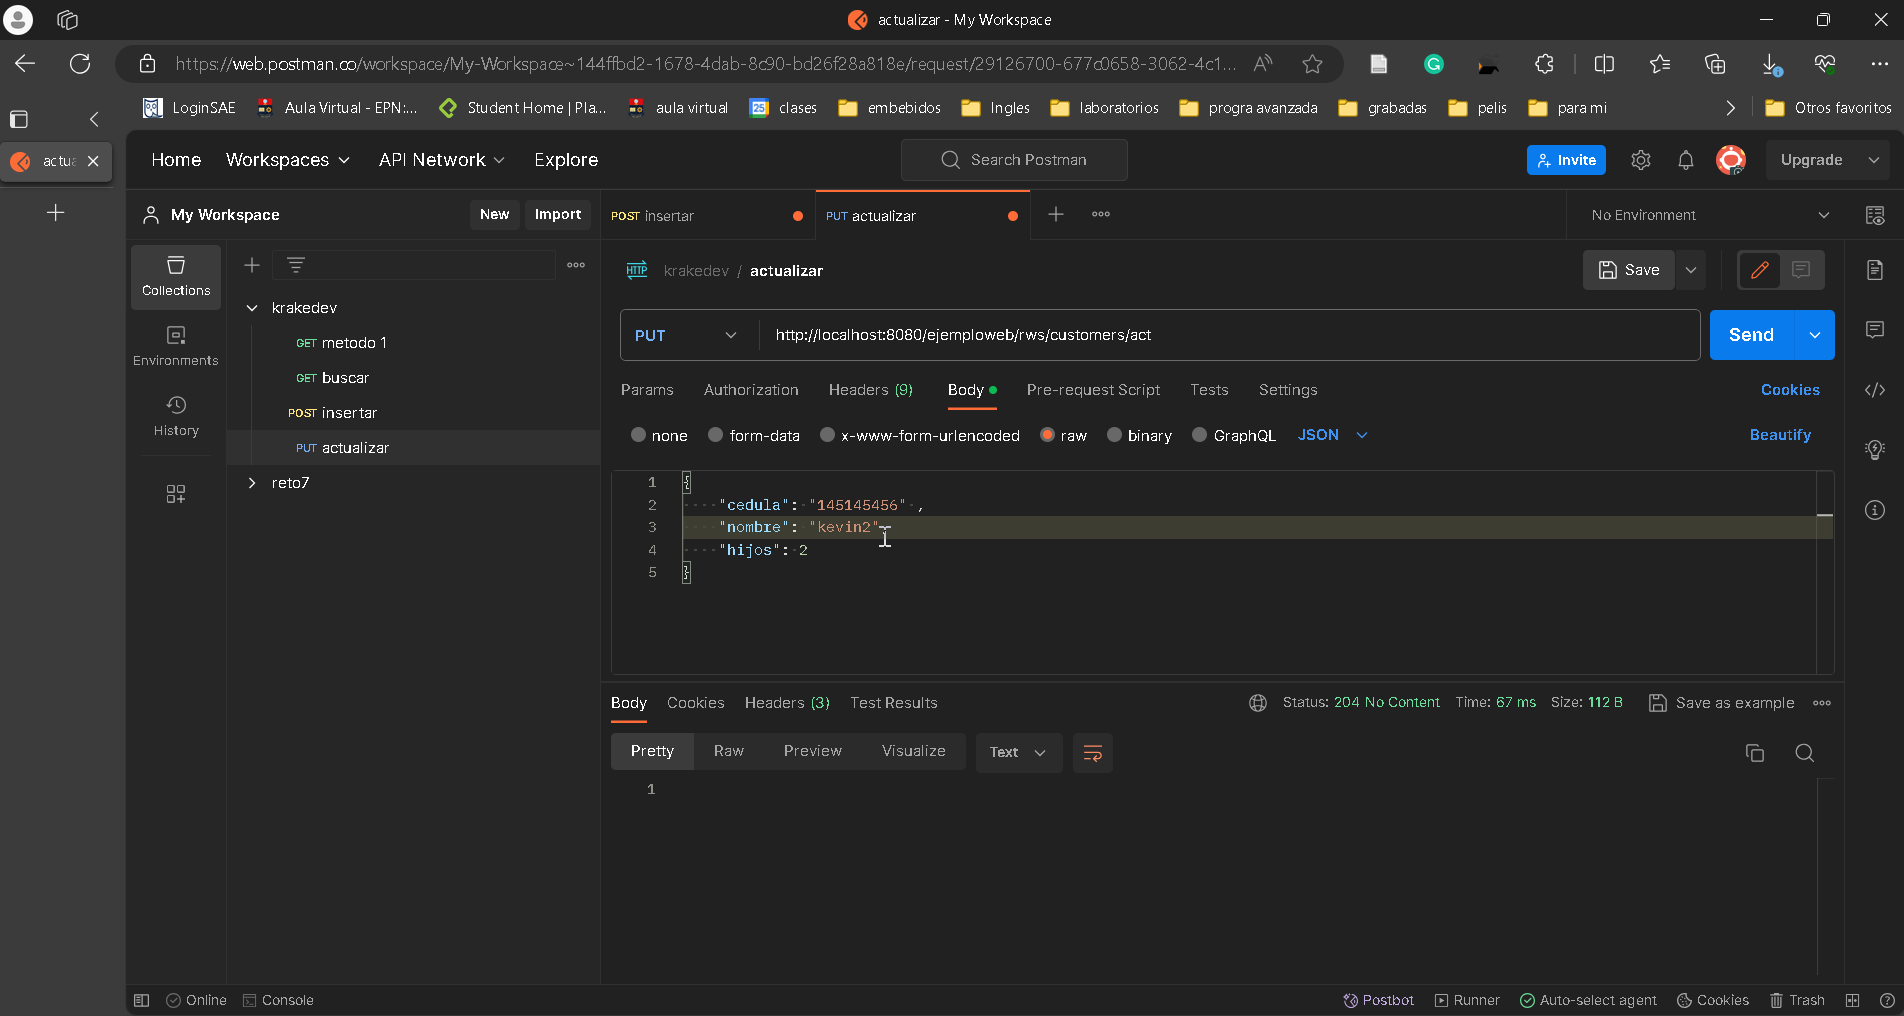 actualizar - My Workspace
https://web.postman.co/workspace/My-Workspace~144ffbd2-1678-4dab-8c90-bd26f28a818e/request/29126700-677c0658-3062-4c1...
LoginSAE
Aula Virtual - EPN:...
Student Home | Pla...
aula virtual
25 clases
embebidos
Ingles
laboratorios
progra avanzada
grabadas
pelis
para mi
Otros favoritos
actua
Home
Workspaces
API Network
Explore
Search Postman
Invite
Upgrade
My Workspace
New
Import
POST insertar
PUT actualizar
No Environment
Collections
Environments
History
krakedev
GET metodo 1
GET buscar
POST insertar
PUT actualizar
reto7
HTTP krakedev / actualizar
Save
PUT
http://localhost:8080/ejemploweb/rws/customers/act
Send
Params
Authorization
Headers (9)
Body
Pre-request Script
Tests
Settings
Cookies
none
form-data
x-www-form-urlencoded
raw
binary
GraphQL
JSON
Beautify
1 {
2 "cedula": "145145456" ,
3 "nombre": "kevin2",
4 "hijos": 2
5 }
Body
Cookies
Headers (3)
Test Results
Status: 204 No Content
Time: 67 ms
Size: 112 B
Save as example
Pretty
Raw
Preview
Visualize
Text
1
Online
Console
Postbot
Runner
Auto-select agent
Cookies
Trash